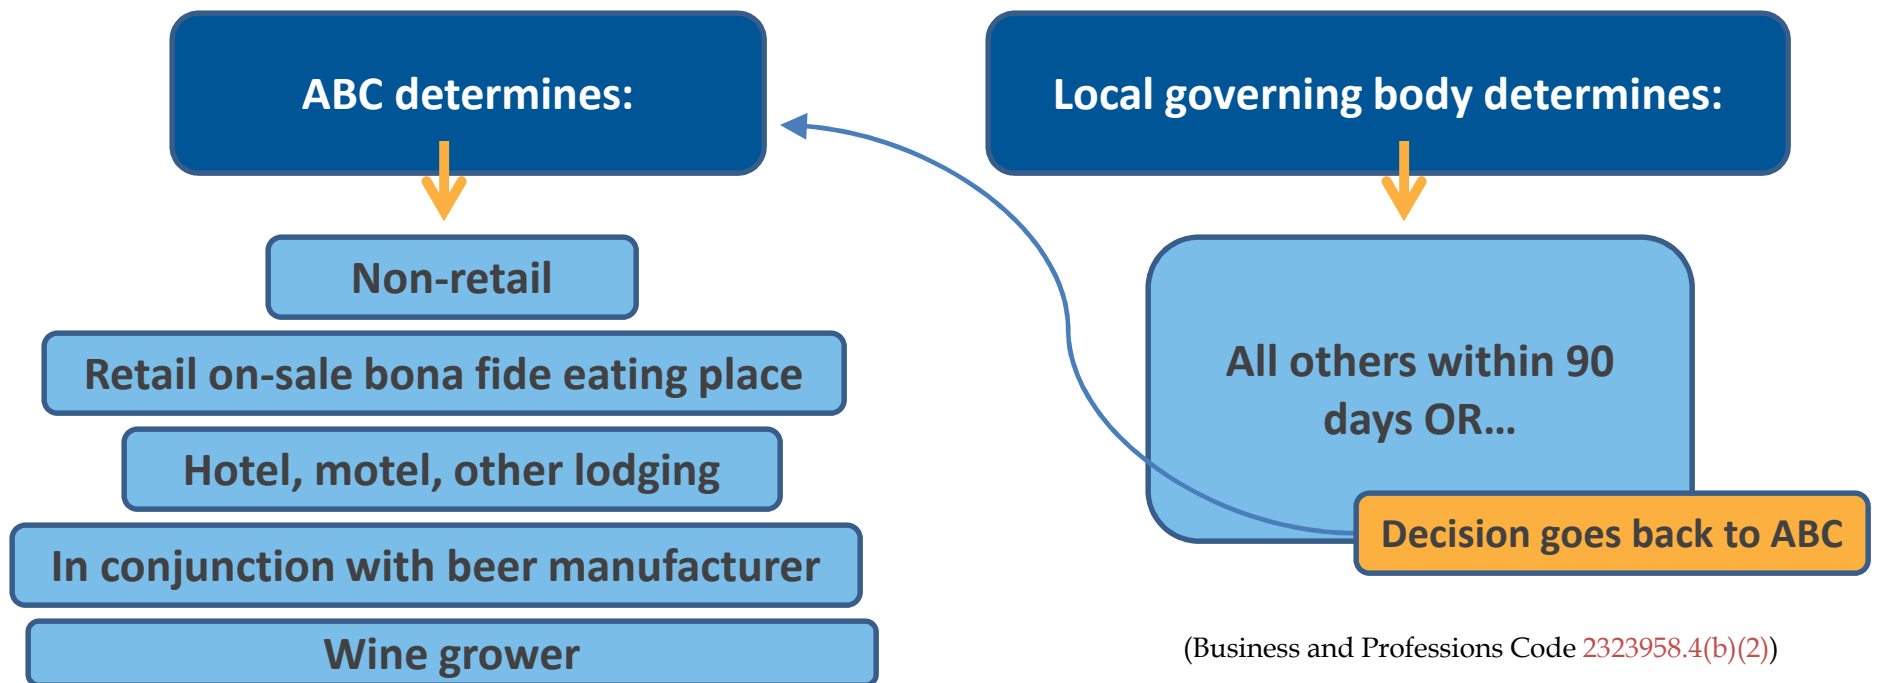 ABC determines:
Non-retail
Retail on-sale bona fide eating place
Hotel, motel, other lodging
In conjunction with beer manufacturer
Wine grower
Local governing body determines:
All others within 90
days OR…
Decision goes back to ABC
(Business and Professions Code 2323958.4(b)(2))